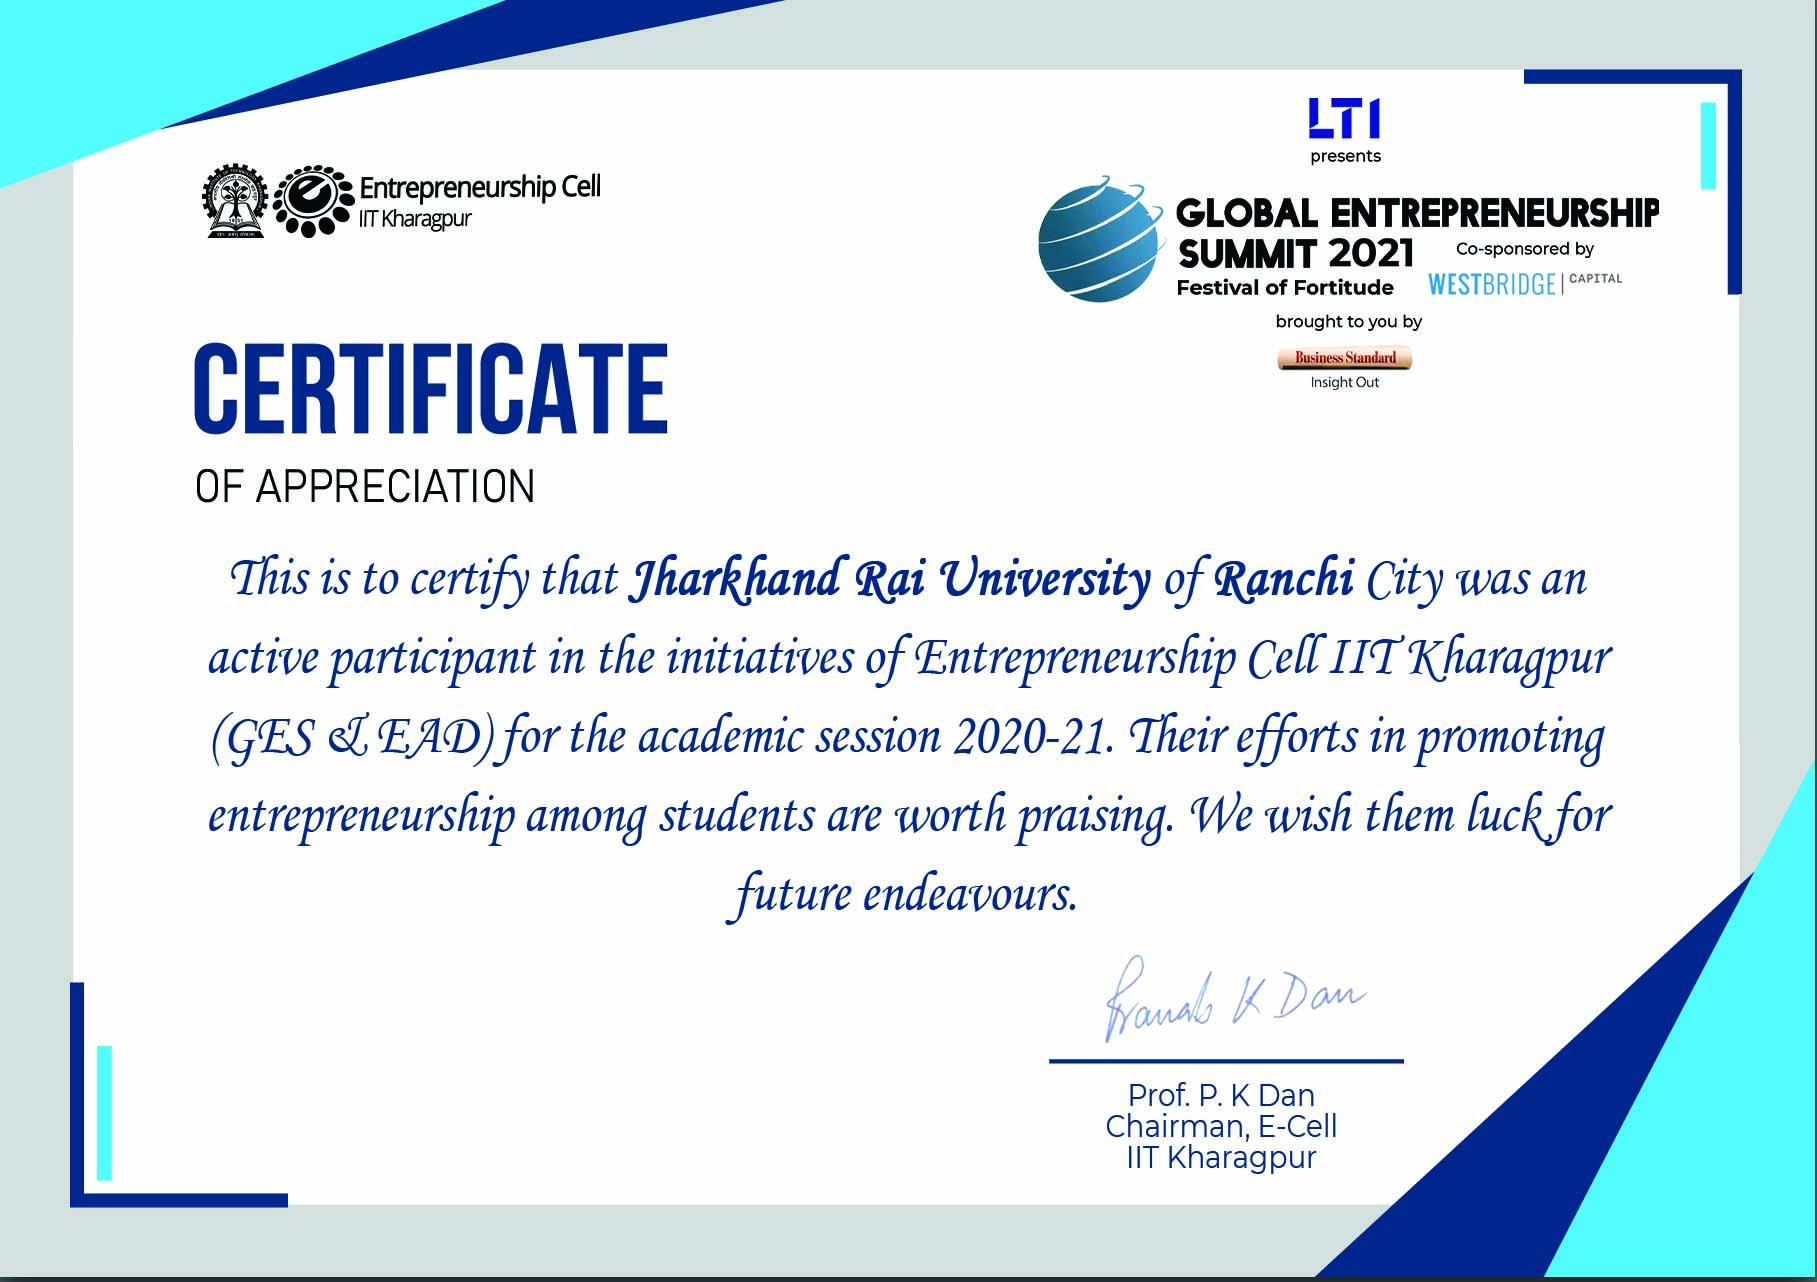 Entrepreneurship Cell
IIT Kharagpur
LTI
presents
GLOBAL ENTREPRENEURSHIP
SUMMIT 2021
Festival of Fortitude
Co-sponsored by
WESTBRIDGE | CAPITAL
brought to you by
Business Standard
Insight Out
CERTIFICATE
OF APPRECIATION
This is to certify that Jharkhand Rai University of Ranchi City was an
active participant in the initiatives of Entrepreneurship Cell IIT Kharagpur
(GES & EAD) for the academic session 2020-21. Their efforts in promoting
entrepreneurship among students are worth praising. We wish them luck for
future endeavours.
Pranab K Dan
Prof. P. K Dan
Chairman, E-Cell
IIT Kharagpur